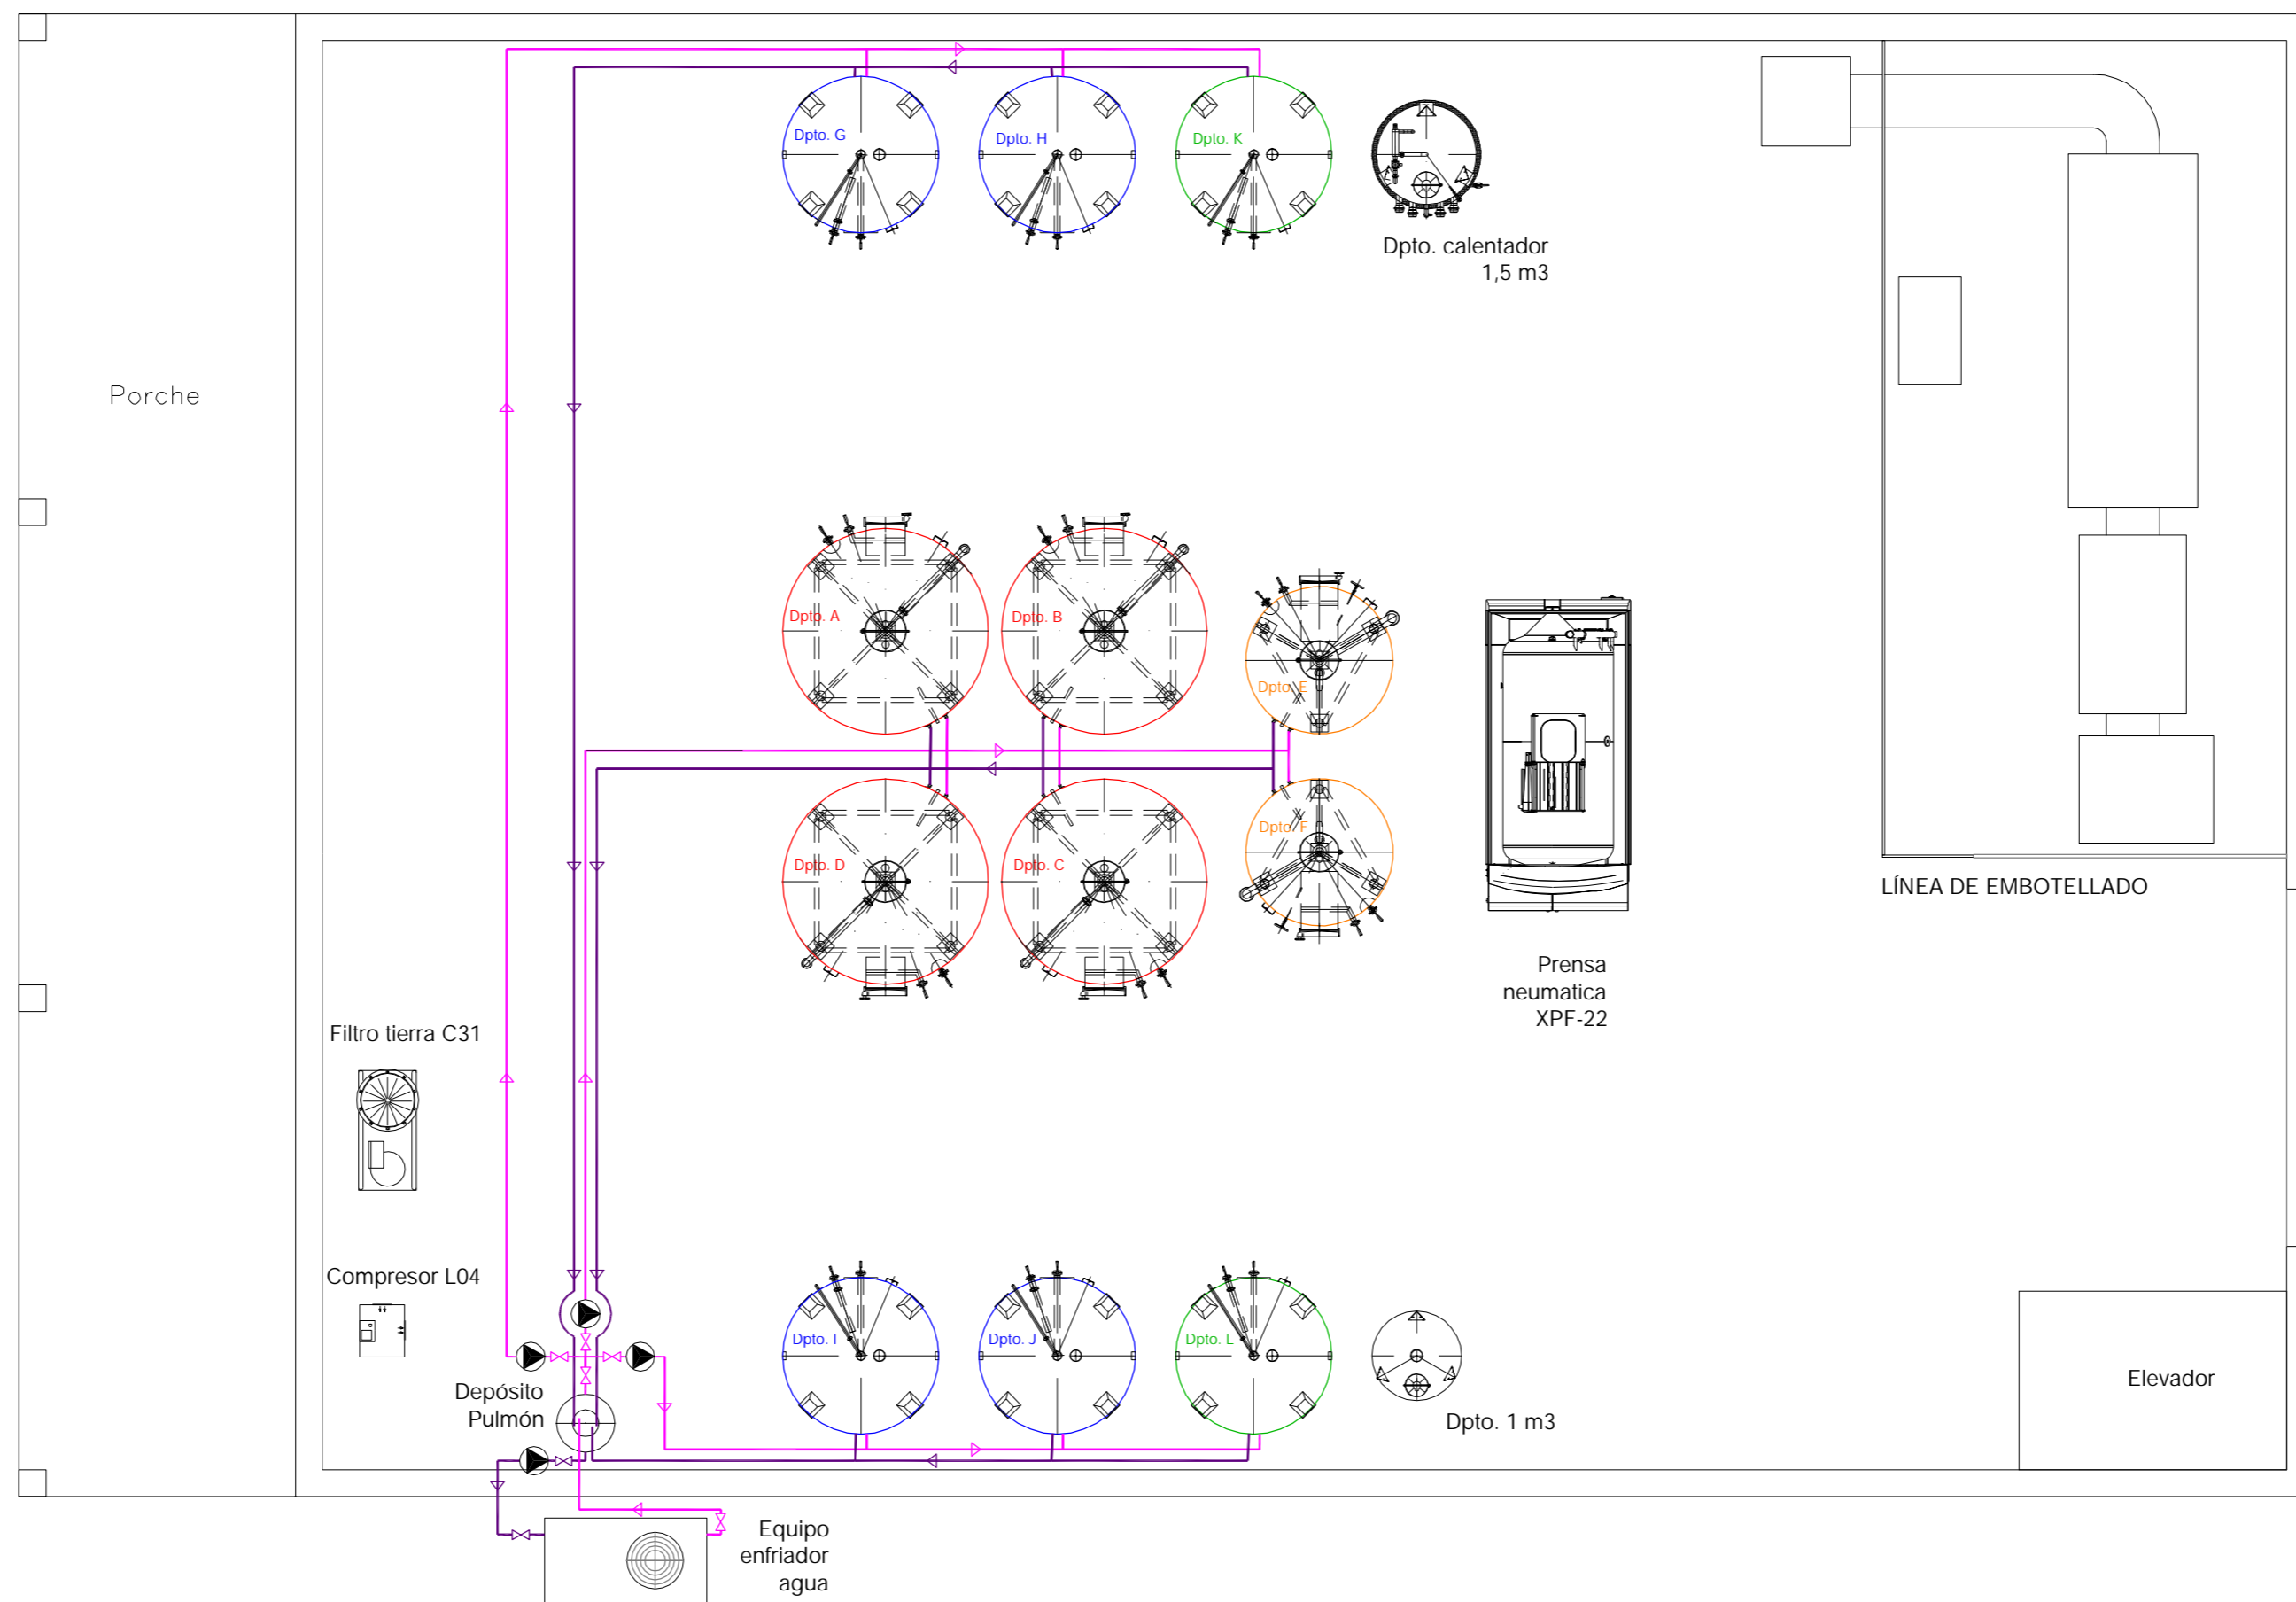 Dpto. G
Dpto. H
Dpto. K
Dpto. calentador
1,5 m3
Porche
Dpto. A
Dpto. B
Dpto. E
Dpto. F
Dpto. D
Dpto. C
LÍNEA DE EMBOTELLADO
Prensa
neumatica
XPF-22
Filtro tierra C31
Compresor L04
Dpto. I
Dpto. J
Dpto. L
Depósito
Pulmón
Dpto. 1 m3
Elevador
Equipo
enfriador
agua